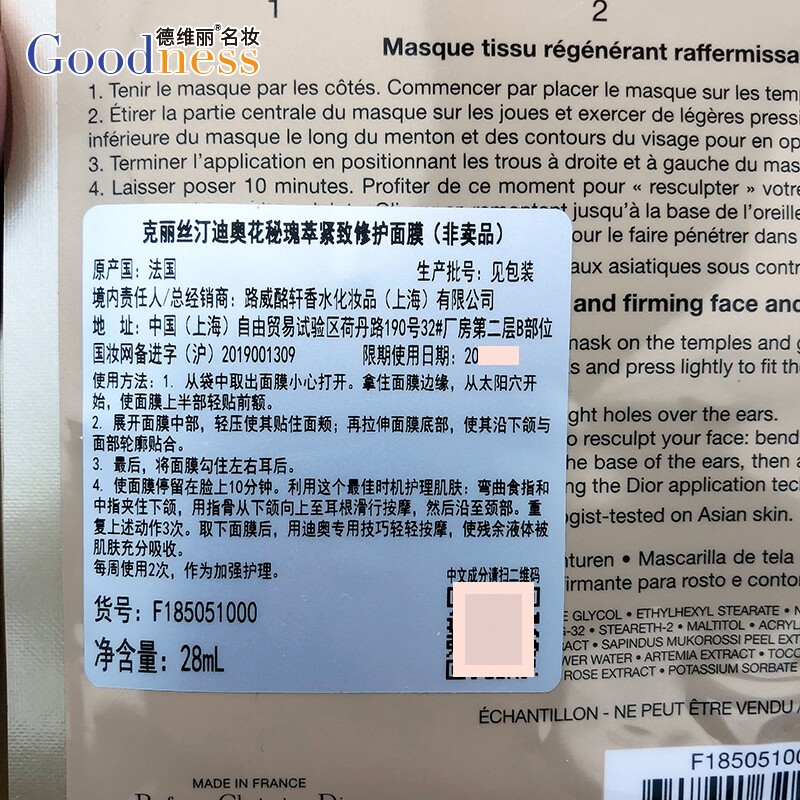 德维丽®名妆
Goodness
1
2
Masque tissu régénérant raffermissa
1. Tenir le masque par les côtés. Commencer par placer le masque sur les tem
2. Étirer la partie centrale du masque sur les joues et exercer de légères pressi
inférieure du masque le long du menton et des contours du visage pour en op
3. Terminer l'application en positionnant les trous à droite et à gauche du mas
4. Laisser poser 10 minutes. Profiter de ce moment pour « resculpter » votre
jusqu'à la base de l'oreille
our le faire pénétrer dans
aux asiatiques sous contr
and firming face and
mask on the temples and g
s and press lightly to fit the
ght holes over the ears.
o resculpt your face: bend
he base of the ears, then a
ng the Dior application tec
ogist-tested on Asian skin.
nturen • Mascarilla de tela
firmante para rosto e conto
E GLYCOL • ETHYLHEXYL STEARATE • N
S-32 • STEARETH-2 • MALTITOL • ACRYL
ACT • SAPINDUS MUKOROSSI PEEL EXT
WER WATER • ARTEMIA EXTRACT • TOCO
ROSE EXTRACT • POTASSIUM SORBATE
ÉCHANTILLON - NE PEUT ÊTRE VENDU /
F18505100
MADE IN FRANCE
克丽丝汀迪奥花秘瑰萃紧致修护面膜（非卖品）
原产国：法国 生产批号：见包装
境内责任人/总经销商：路威酩轩香水化妆品（上海）有限公司
地 址：中国（上海）自由贸易试验区荷丹路190号32#厂房第二层B部位
国妆网备进字（沪）2019001309 限期使用日期：20
使用方法：1. 从袋中取出面膜小心打开。拿住面膜边缘，从太阳穴开
始，使面膜上半部轻贴前额。
2. 展开面膜中部，轻压使其贴住面颊；再拉伸面膜底部，使其沿下颌与
面部轮廓贴合。
3. 最后，将面膜勾住左右耳后。
4. 使面膜停留在脸上10分钟。利用这个最佳时机护理肌肤：弯曲食指和
中指夹住下颌，用指骨从下颌向上至耳根滑行按摩，然后沿至颈部。重
复上述动作3次。取下面膜后，用迪奥专用技巧轻轻按摩，使残余液体被
肌肤充分吸收。
每周使用2次，作为加强护理。
中文成分请扫二维码
货号：F185051000
净含量：28mL